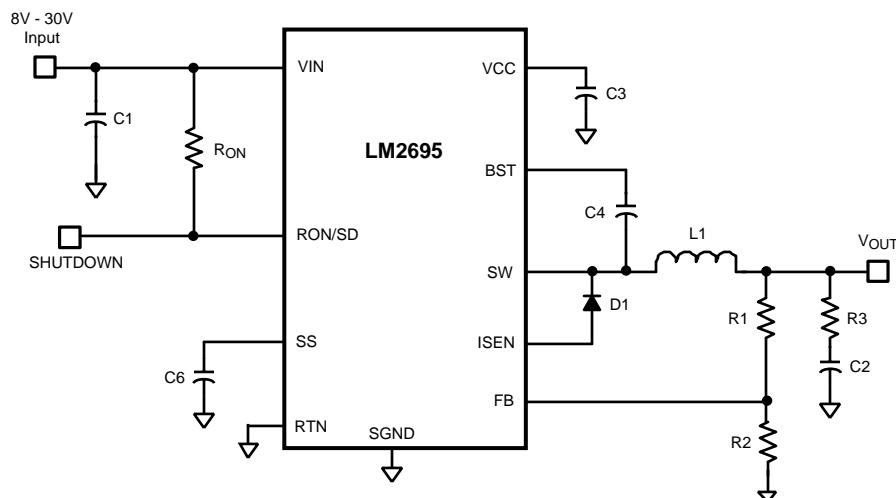 8V - 30V
Input
VIN
VCC
C3
C1
RON
LM2695
BST
C4
L1
VOUT
SHUTDOWN
RON/SD
SW
D1
R1
R3
ISEN
C2
SS
C6
FB
RTN
SGND
R2